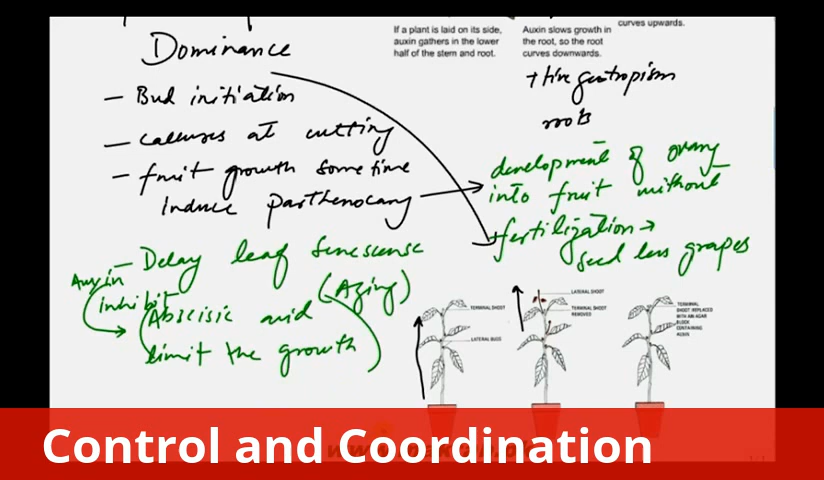 Dominance
— Bud initiation
— calluses at cutting
— fruit growth sometime
Induce parthenocary
— Delay leaf senescense
(Aging)
Auxin
inhibit
Abscisic acid
limit the growth
If a plant is laid on its side,
auxin gathers in the lower
half of the stem and root.
Auxin slows growth in
the root, so the root
curves downwards.
curves upwards.
+tive geotropism
roots
development of ovary
into fruit without
fertilization →
seed less grapes
TERMINAL SHOOT
LATERAL BUDS
LATERAL SHOOT
TERMINAL SHOOT
REMOVED
TERMINAL
SHOOT REPLACED
WITH AN AGAR
BLOCK
CONTAINING
AUXIN
Control and Coordination